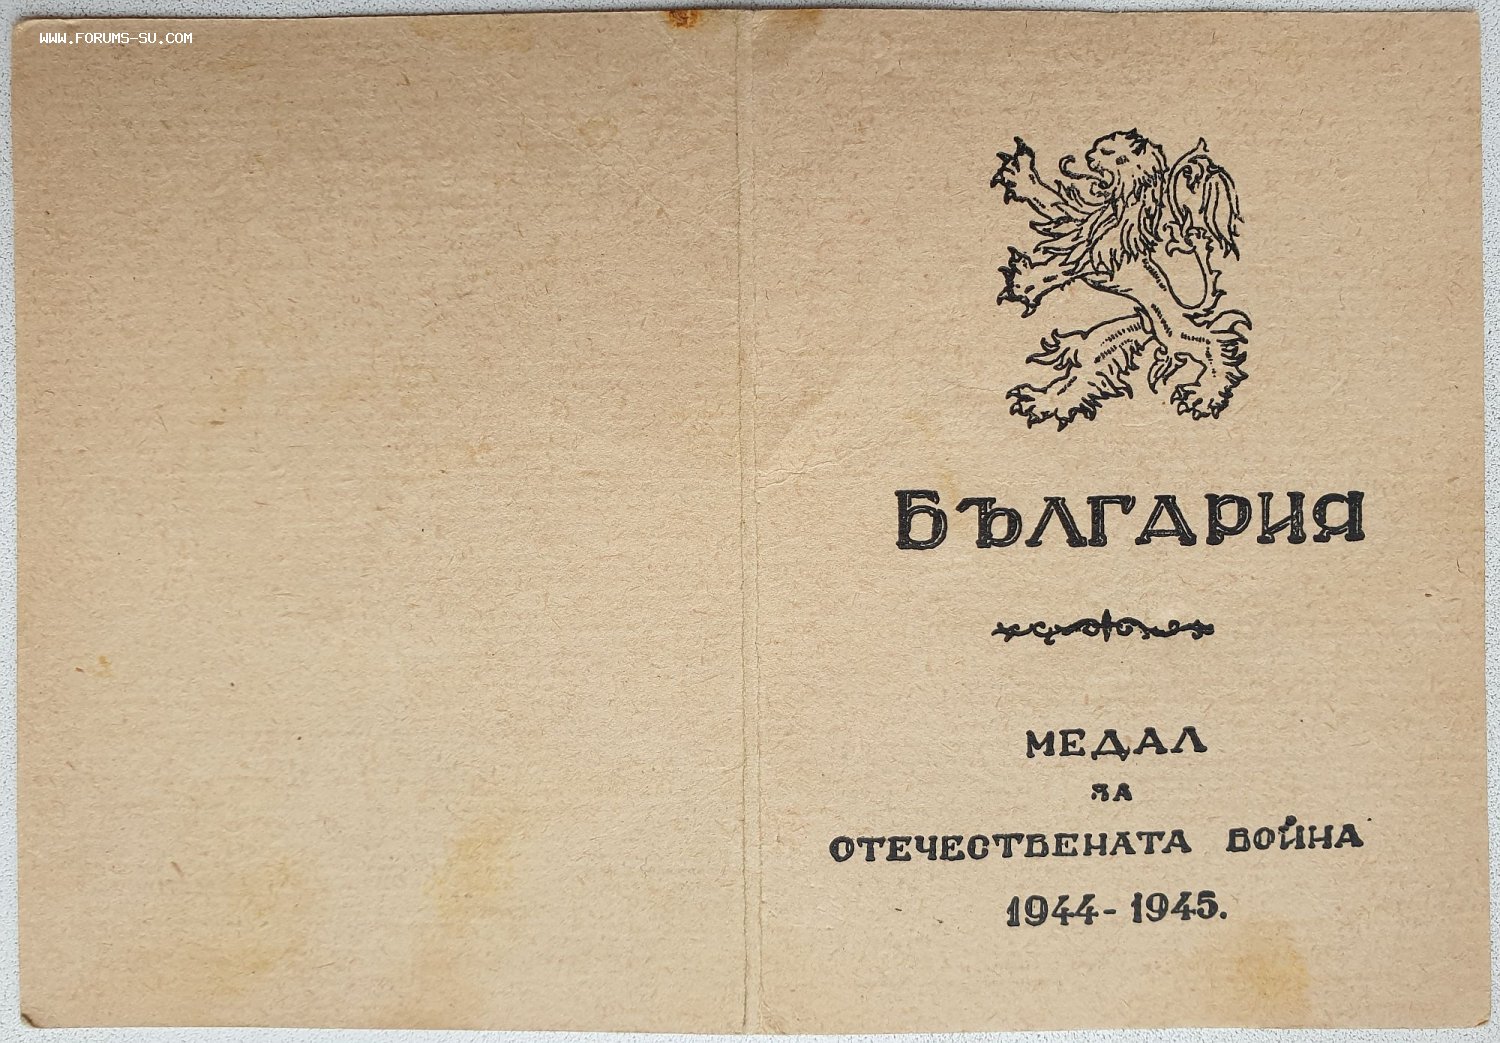 WWW.FORUMS-SU.COM
БЪЛГАРИЯ
МЕДАЛ
ЗА
ОТЕЧЕСТВЕНАТА ВОЙНА
1944-1945.